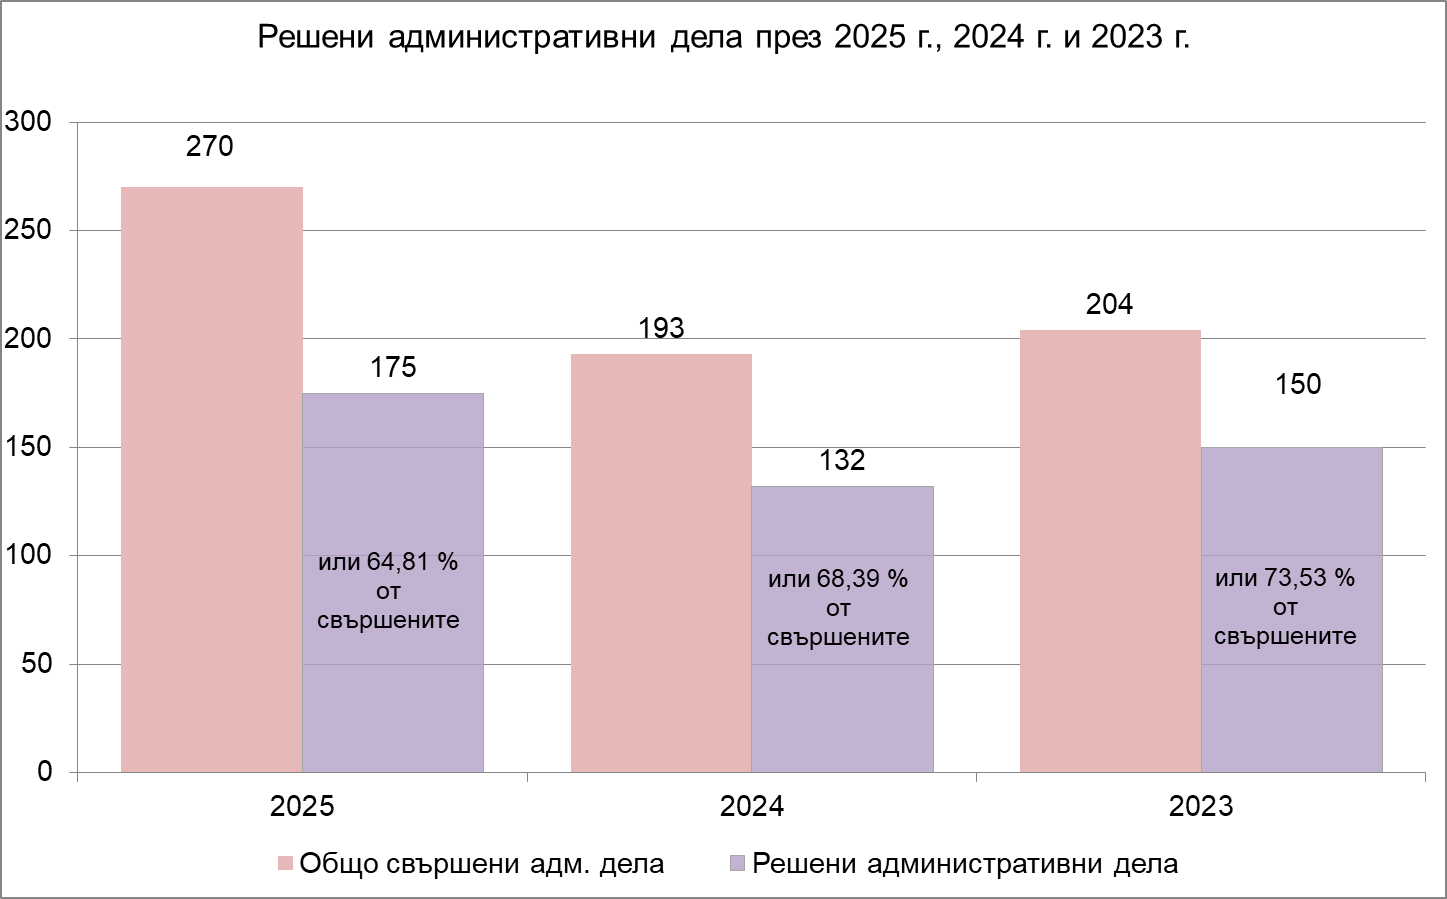 Решени административни дела през 2025 г., 2024 г. и 2023 г.
300
250
200
150
100
50
0
270
175
193
132
204
150
или 64,81 %
от
свършените
или 68,39 %
от
свършените
или 73,53 %
от
свършените
2025
2024
2023
Общо свършени адм. дела
Решени административни дела